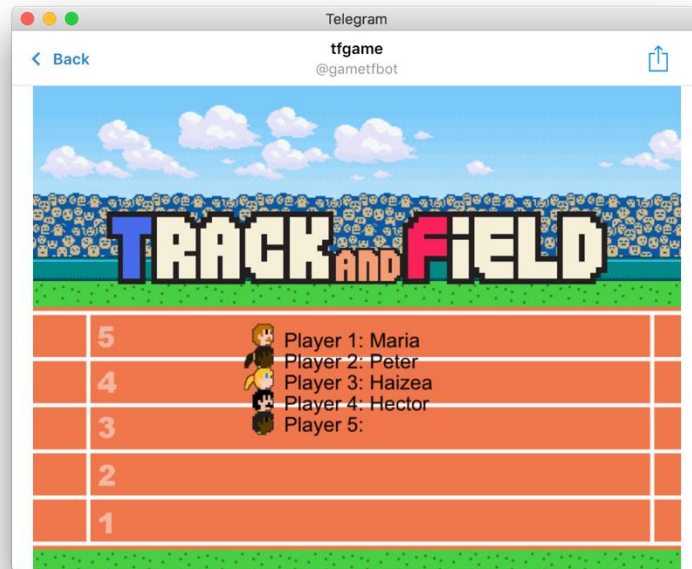 Telegram
Back
tfgame
@gametfbot
TRACK AND FiELD
5
Player 1: Maria
Player 2: Peter
4
Player 3: Haizea
Player 4: Hector
3
Player 5:
2
1